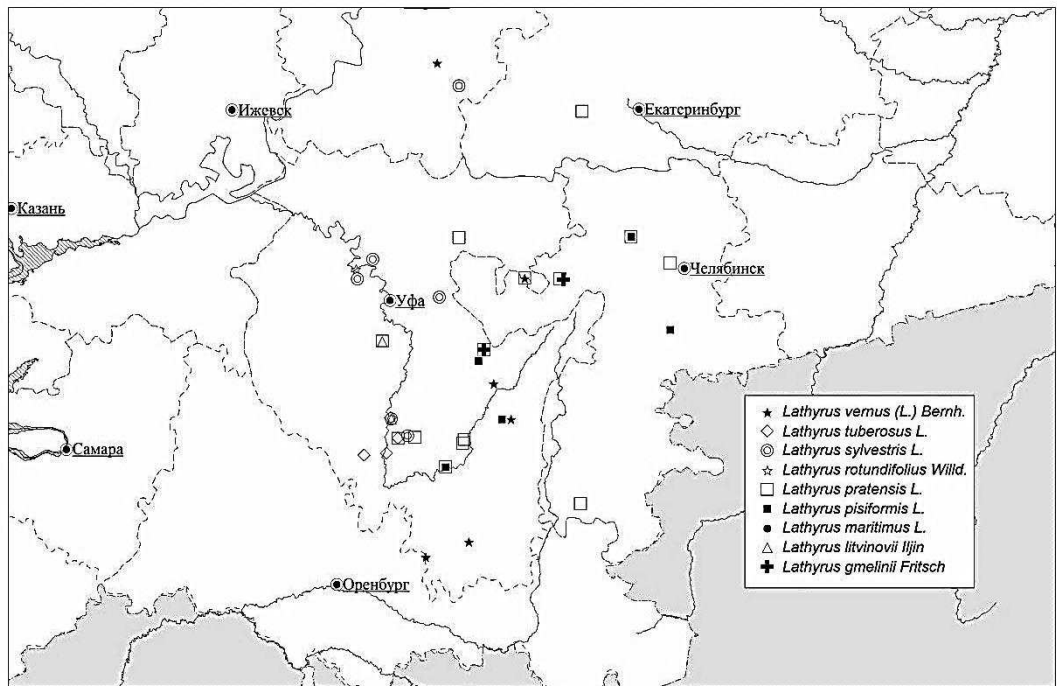 Ижевск
Екатеринбург
Казань
Челябинск
Уфа
Lathyrus vernus (L.) Bernh.
Lathyrus tuberosus L.
Lathyrus sylvestris L.
Lathyrus rotundifolius Willd.
Lathyrus pratensis L.
Lathyrus pisiformis L.
Lathyrus maritimus L.
Lathyrus litvinovii Iljin
Lathyrus gmelinii Fritsch
Самара
Оренбург